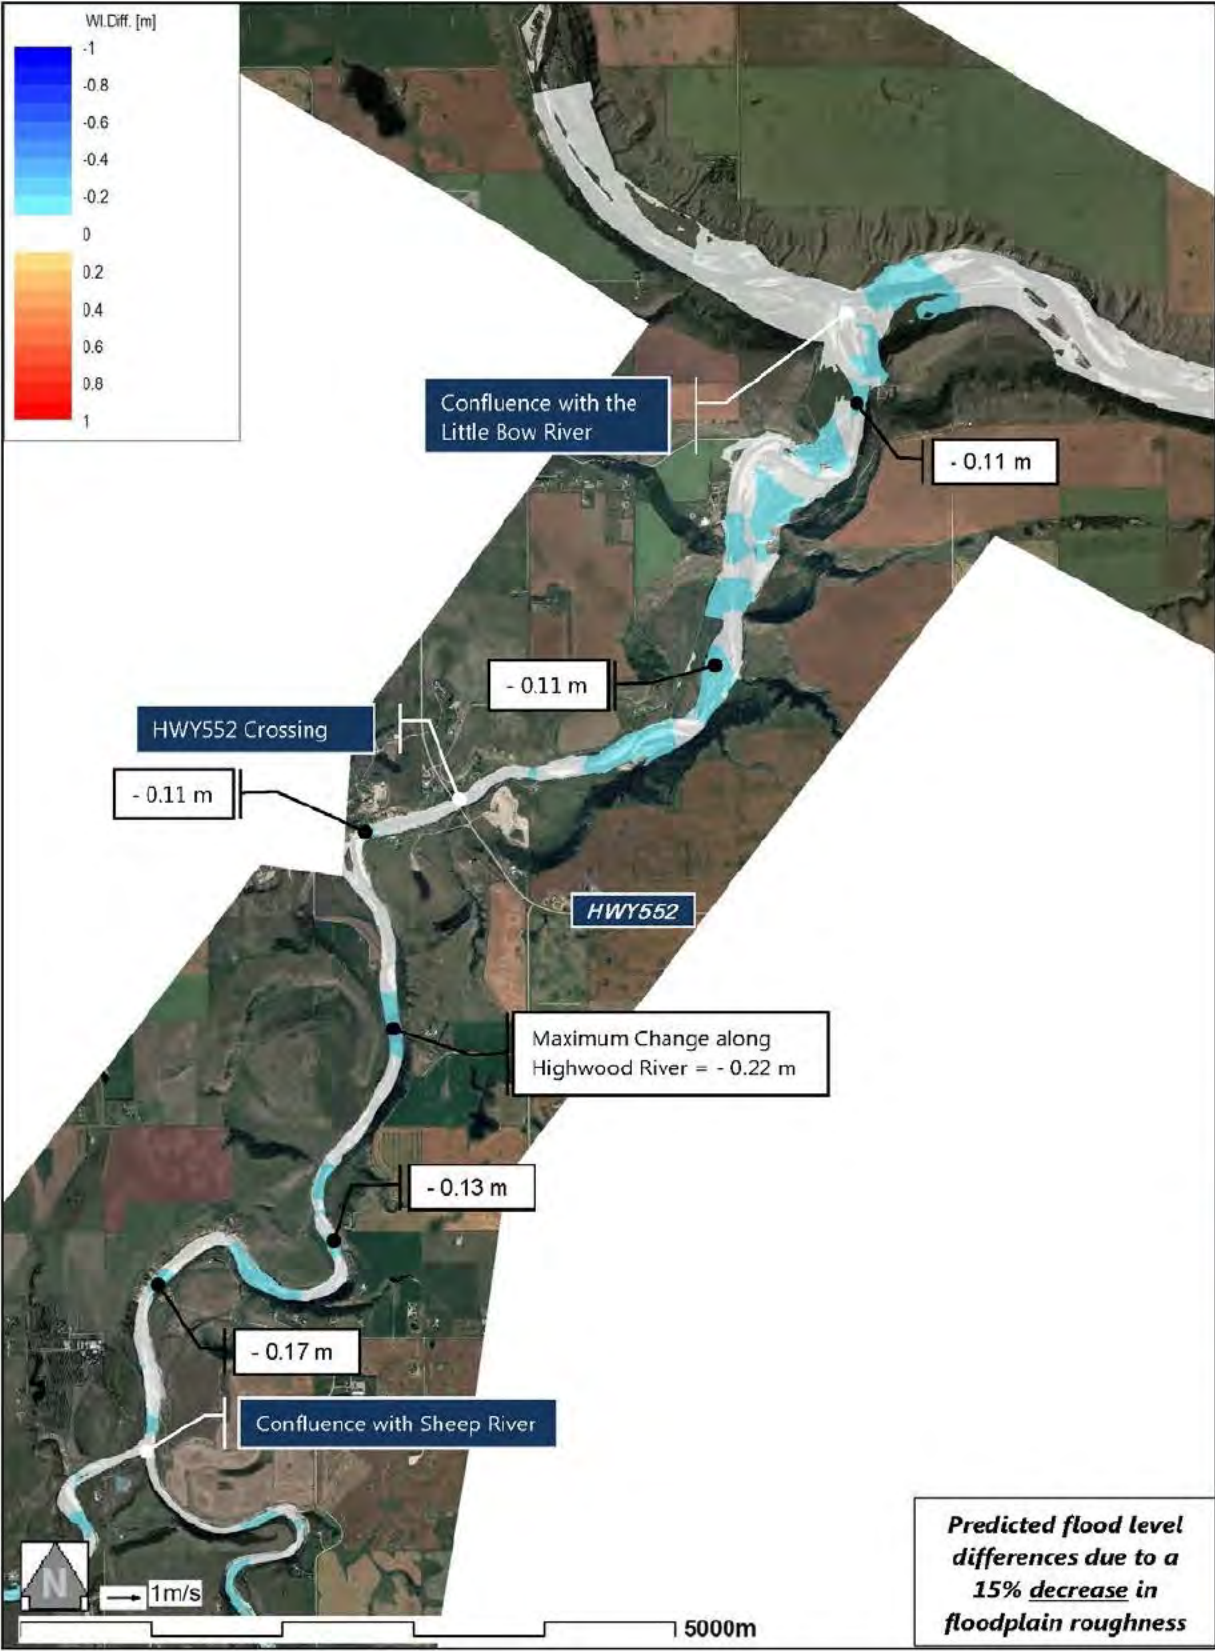 Wl.Diff. [m]
-1
-0.8
-0.6
-0.4
-0.2
0
0.2
0.4
0.6
0.8
1
Confluence with the
Little Bow River
- 0.11 m
- 0.11 m
HWY552 Crossing
- 0.11 m
HWY552
Maximum Change along
Highwood River = - 0.22 m
- 0.13 m
- 0.17 m
Confluence with Sheep River
N
1m/s
5000m
Predicted flood level
differences due to a
15% decrease in
floodplain roughness